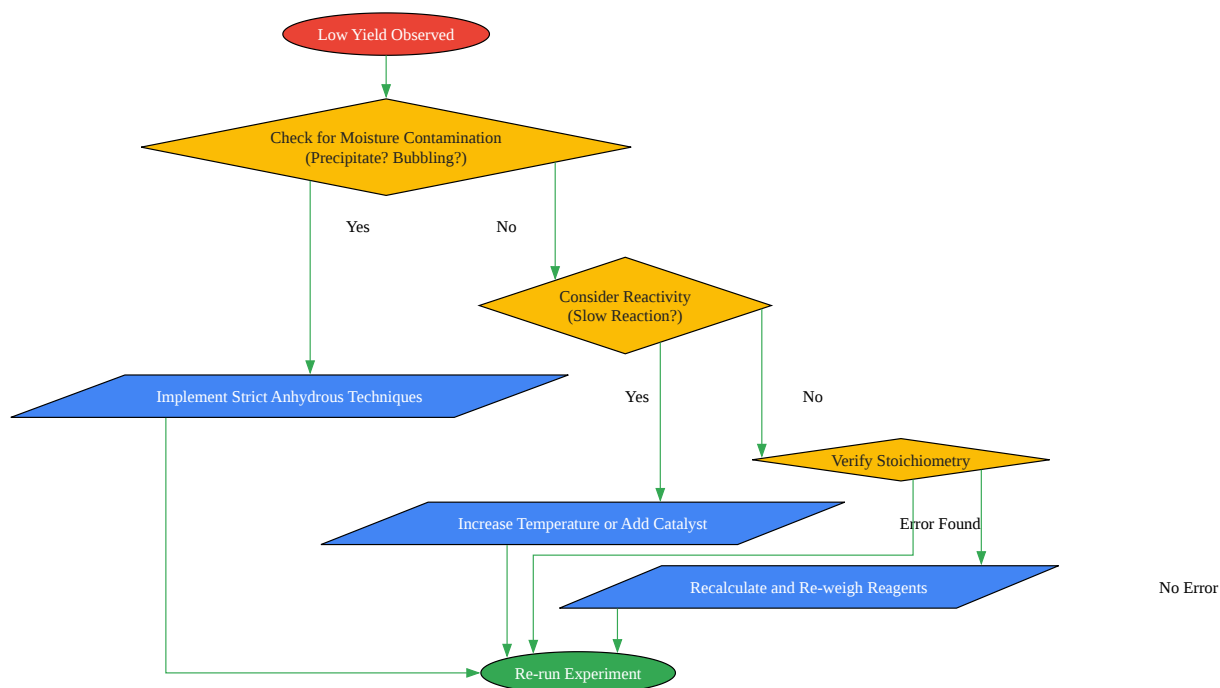 Low Yield Observed
Check for Moisture Contamination
(Precipitate? Bubbling?)
Yes
No
Consider Reactivity
(Slow Reaction?)
Implement Strict Anhydrous Techniques
Yes
No
Verify Stoichiometry
Increase Temperature or Add Catalyst
Error Found
Recalculate and Re-weigh Reagents
No Error
Re-run Experiment